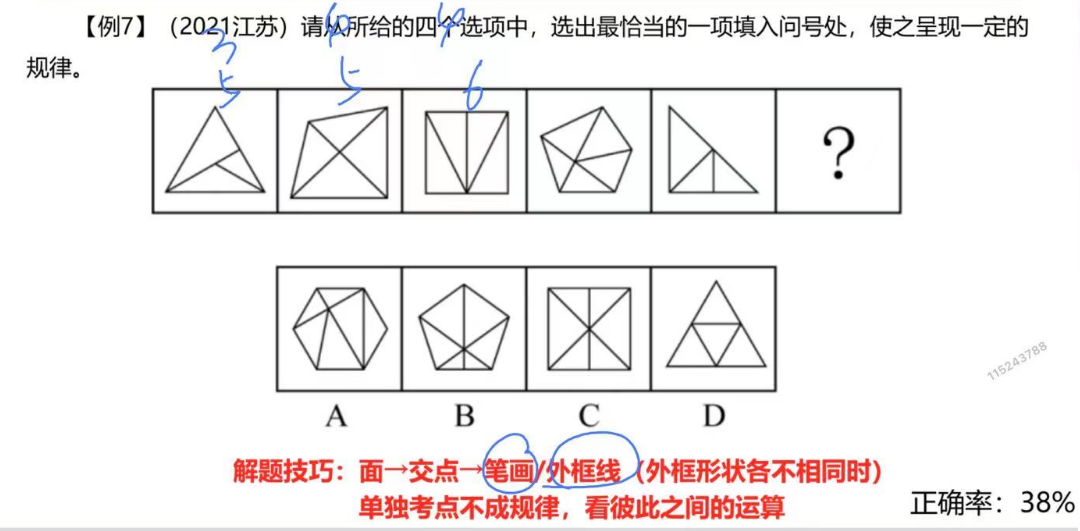 【例7】（2021江苏）请从所给的四个选项中，选出最恰当的一项填入问号处，使之呈现一定的
规律。
3 4 4
5 5 6
?
A B C D
115243788
解题技巧：面→交点→笔画/外框线（外框形状各不相同时）
单独考点不成规律，看彼此之间的运算
正确率：38%